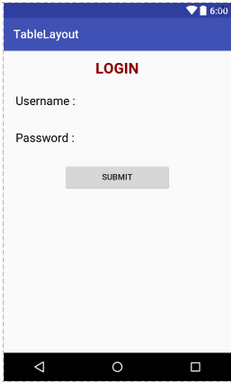 6:00
TableLayout
LOGIN
Username :
Password :
SUBMIT